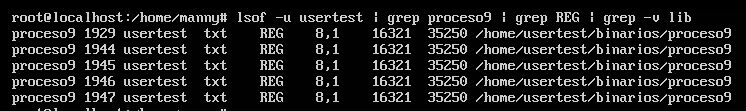 root@localhost:/home/manny# lsof -u usertest | grep proceso9 | grep REG | grep -v lib
proceso9 1929 usertest txt REG 8,1 16321 35250 /home/usertest/binarios/proceso9
proceso9 1944 usertest txt REG 8,1 16321 35250 /home/usertest/binarios/proceso9
proceso9 1945 usertest txt REG 8,1 16321 35250 /home/usertest/binarios/proceso9
proceso9 1946 usertest txt REG 8,1 16321 35250 /home/usertest/binarios/proceso9
proceso9 1947 usertest txt REG 8,1 16321 35250 /home/usertest/binarios/proceso9